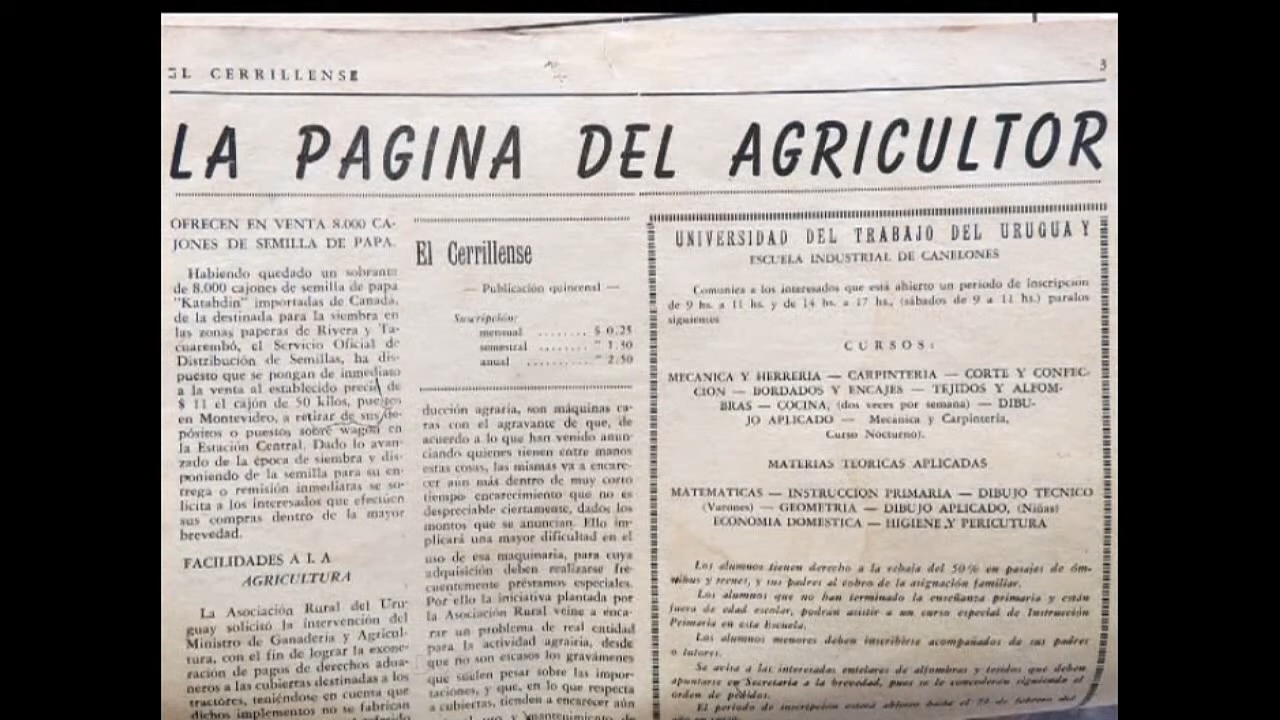 EL CERRILLENSE
3
LA PAGINA DEL AGRICULTOR
OFRECEN EN VENTA 8.000 CA-
JONES DE SEMILLA DE PAPA.
Habiendo quedado un sobrante
de 8.000 cajones de semilla de papa
"Katahdin" importadas de Canada,
de la destinada para la siembra en
las zonas paperas de Rivera y Ta-
cuarembó, el Servicio Oficial de
Distribución de Semillas, ha dis-
puesto que se pongan de inmediato
a la venta al establecido precio de
$ 11 el cajón de 50 kilos, puestos
en Montevideo, a retirar de sus de-
pósitos o puestos sobre wagon en
la Estación Central. Dado lo avan-
zado de la época de siembra y dis-
poniendo de la semilla para su en-
trega o remisión inmediatas se so-
licita a los interesados que efectúen
sus compras dentro de la mayor
brevedad.
FACILIDADES A LA
AGRICULTURA
La Asociación Rural del Uru-
guay solicitó la intervención del
Ministro de Ganadería y Agricul-
tura, con el fin de lograr la exone-
ración de pagos de derechos adua-
neros a las cubiertas destinadas a los
tractores, teniéndose en cuenta que
dichos implementos no se fabrican
El Cerrillense
— Publicación quincenal —
Suscripción:
mensual ........ $ 0.25
semestral ........ " 1.30
anual .......... " 2.50
ducción agraria, son máquinas ca-
ras con el agravante de que, de
acuerdo a lo que han venido anun-
ciando quienes tienen entre manos
estas cosas, las mismas va a encare-
cer aún más dentro de muy corto
tiempo encarecimiento que no es
despreciable ciertamente, dados los
montos que se anuncian. Ello im-
plicará una mayor dificultad en el
uso de esa maquinaria, para cuya
adquisición deben realizarse fre-
cuentemente préstamos especiales.
Por ello la iniciativa plantada por
la Asociación Rural viene a enca-
rar un problema de real entidad
para la actividad agrairia, desde
que no son escasos los gravámenes
que suelen pesar sobre las impor-
taciones, y que, en lo que respecta
a cubiertas, tienden a encarecer aún
UNIVERSIDAD DEL TRABAJO DEL URUGUAY
ESCUELA INDUSTRIAL DE CANELONES
Comunica a los interesados que está abierto un período de inscripción
de 9 hs. a 11 hs. y de 14 hs. a 17 hs., (sábados de 9 a 11 hs.) paralos
siguientes
CURSOS:
MECANICA Y HERRERIA — CARPINTERIA — CORTE Y CONFEC-
CION — BORDADOS Y ENCAJES — TEJIDOS Y ALFOM-
BRAS — COCINA, (dos veces por semana) — DIBU-
JO APLICADO — Mecanica y Carpintería,
Curso Nocturno).
MATERIAS TEORICAS APLICADAS
MATEMATICAS — INSTRUCCION PRIMARIA — DIBUJO TECNICO
(Varones) — GEOMETRIA — DIBUJO APLICADO, (Niñas)
ECONOMIA DOMESTICA — HIGIENE Y PERICULTURA
Los alumnos tienen derecho a la rebaja del 50% en pasajes de óm-
nibus y trenes, y sus padres al cobro de la asignación familiar.
Los alumnos que no han terminado la enseñanza primaria y están
fuera de edad escolar, podrán asistir a un curso especial de Instrucción
Primaria en esta Escuela.
Los alumnos menores deben inscribirse acompañados de sus padres
o tutores.
Se avisa a las interesadas en telares de alfombras y tejidos que deben
apuntarse en Secretaría a la brevedad, pues se le concederán siguiendo el
orden de pedidos.
El período de inscripción estará abierto hasta el